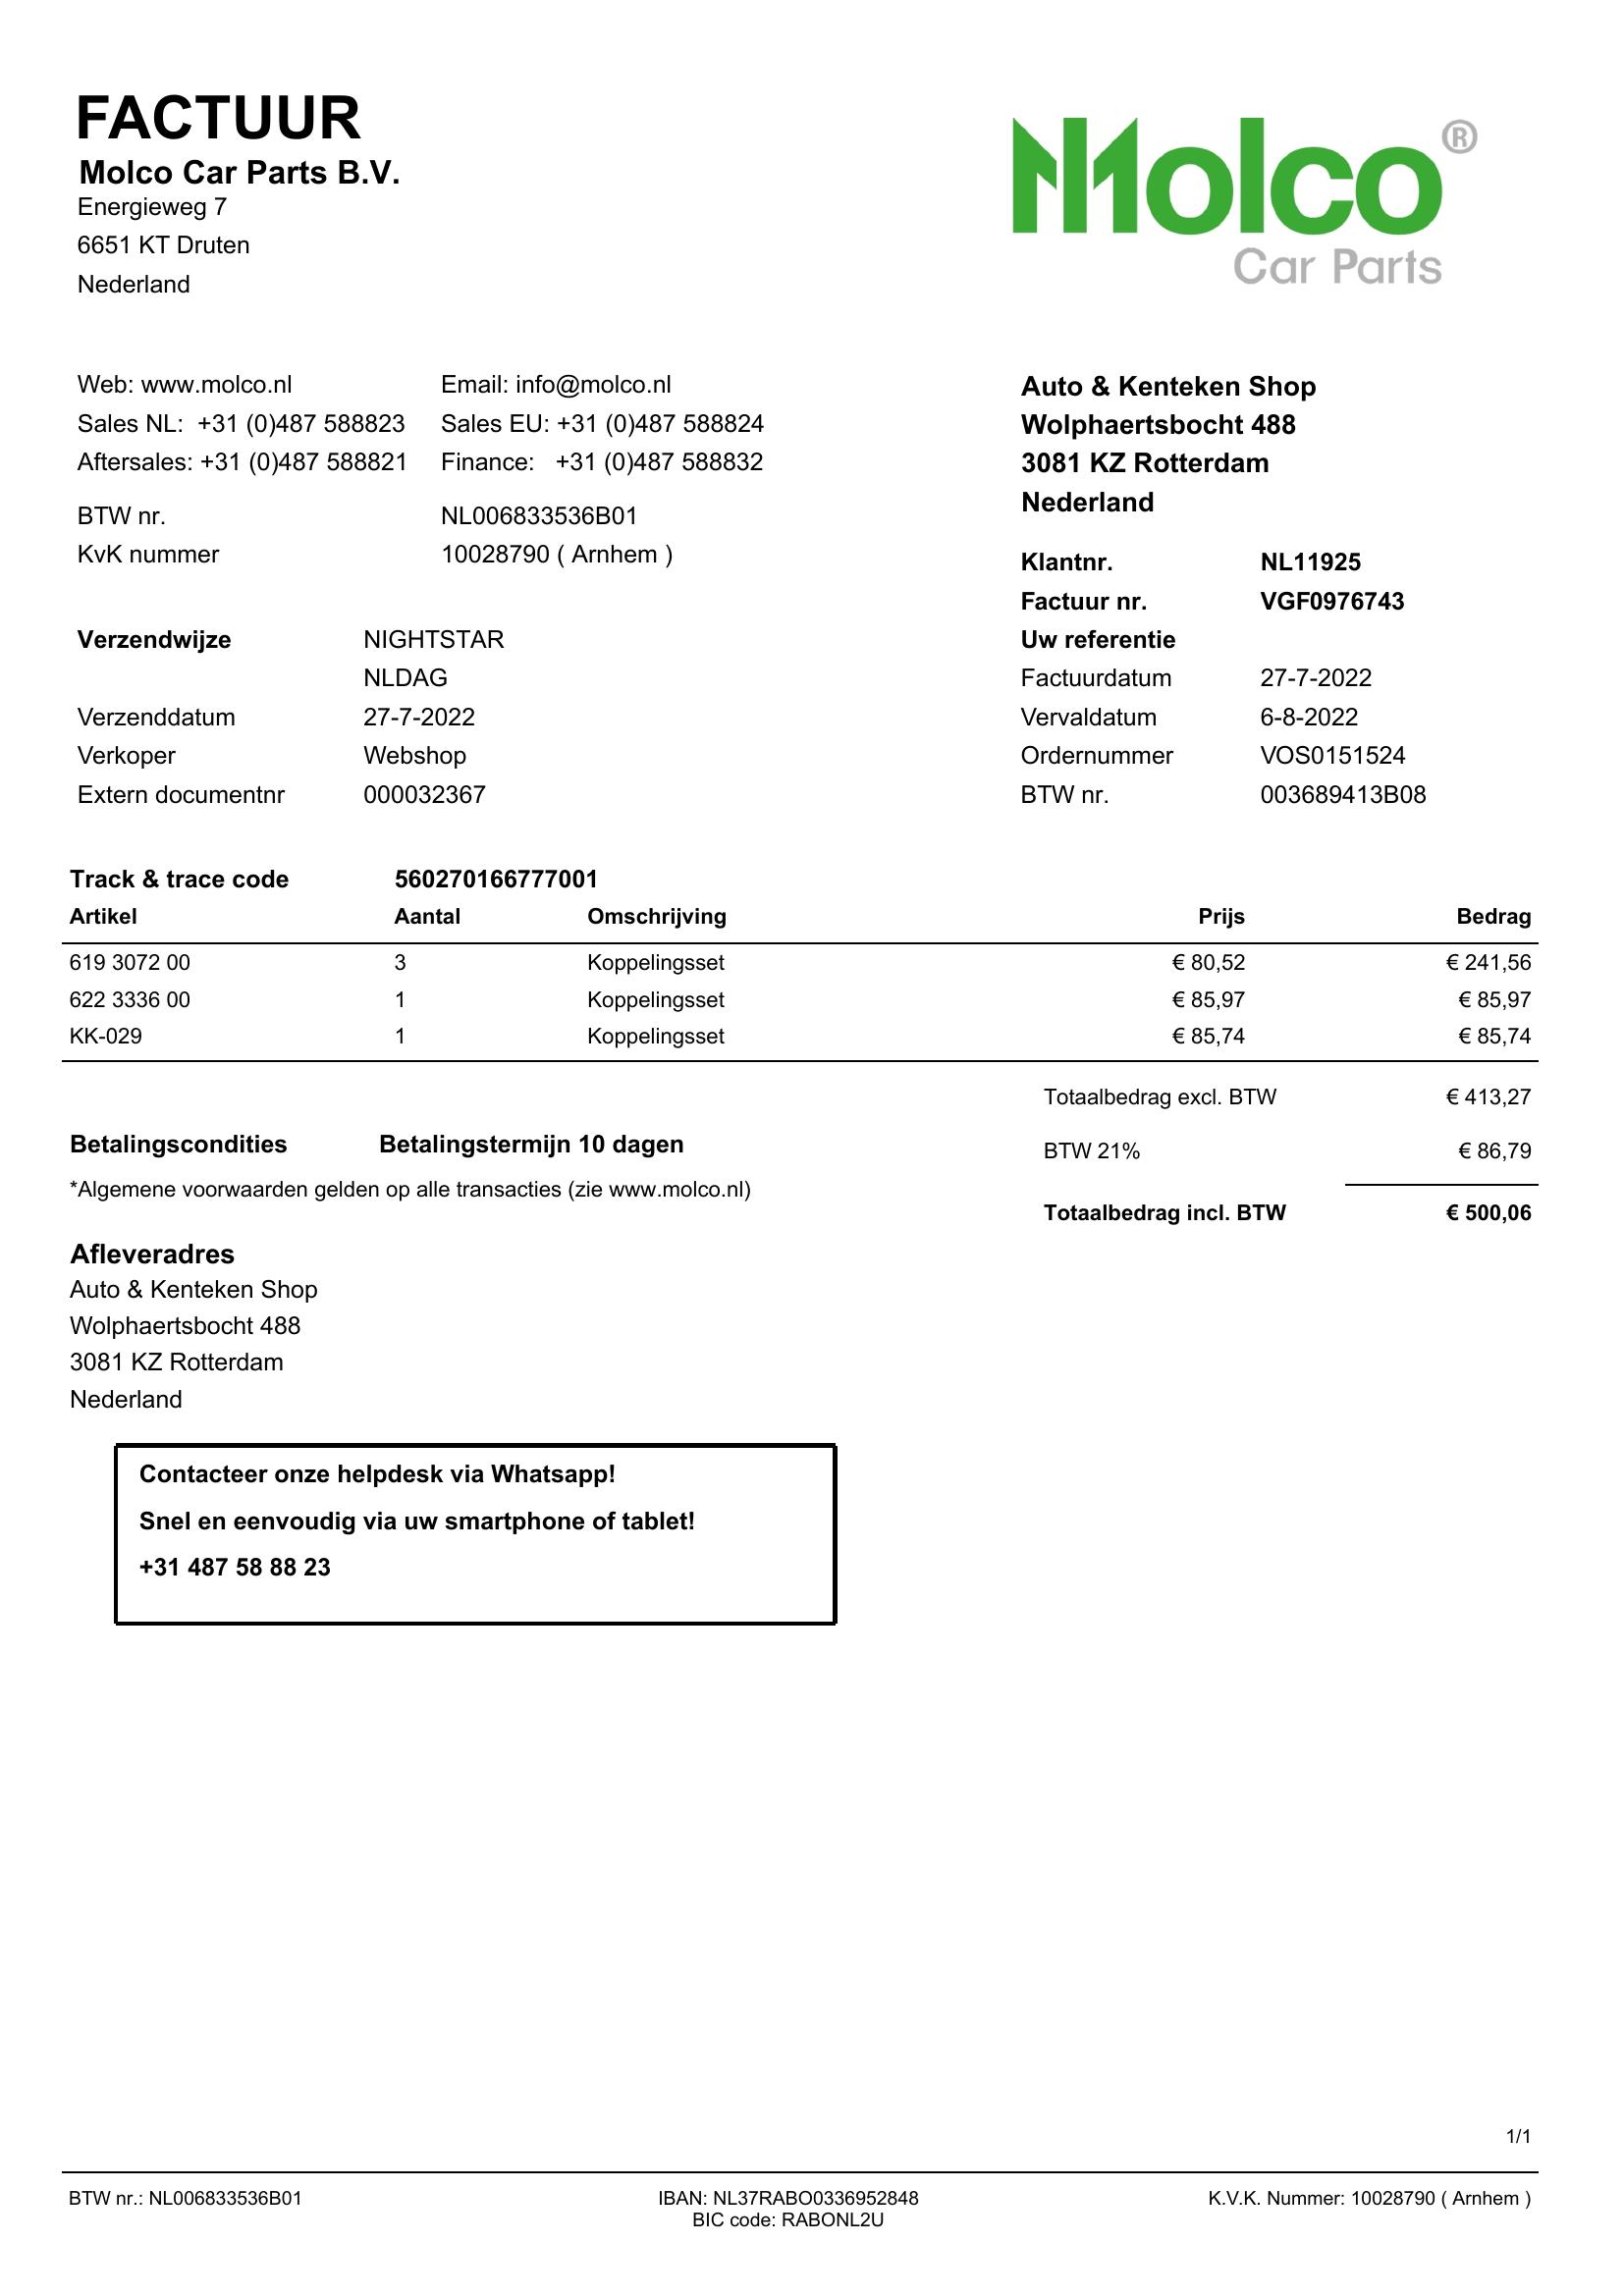 FACTUUR
Molco Car Parts B.V.
Energieweg 7
6651 KT Druten
Nederland
Molco®
Car Parts
Web: www.molco.nl Email: info@molco.nl
Sales NL: +31 (0)487 588823 Sales EU: +31 (0)487 588824
Aftersales: +31 (0)487 588821 Finance: +31 (0)487 588832
BTW nr. NL006833536B01
KvK nummer 10028790 ( Arnhem )
Auto & Kenteken Shop
Wolphaertsbocht 488
3081 KZ Rotterdam
Nederland
Klantnr. NL11925
Factuur nr. VGF0976743
Uw referentie
Factuurdatum 27-7-2022
Vervaldatum 6-8-2022
Ordernummer VOS0151524
BTW nr. 003689413B08
Verzendwijze NIGHTSTAR
NLDAG
Verzenddatum 27-7-2022
Verkoper Webshop
Extern documentnr 000032367
Track & trace code 560270166777001
Artikel Aantal Omschrijving Prijs Bedrag
619 3072 00 3 Koppelingsset € 80,52 € 241,56
622 3336 00 1 Koppelingsset € 85,97 € 85,97
KK-029 1 Koppelingsset € 85,74 € 85,74
Totaalbedrag excl. BTW € 413,27
BTW 21% € 86,79
Totaalbedrag incl. BTW € 500,06
Betalingscondities Betalingstermijn 10 dagen
*Algemene voorwaarden gelden op alle transacties (zie www.molco.nl)
Afleveradres
Auto & Kenteken Shop
Wolphaertsbocht 488
3081 KZ Rotterdam
Nederland
Contacteer onze helpdesk via Whatsapp!
Snel en eenvoudig via uw smartphone of tablet!
+31 487 58 88 23
1/1
BTW nr.: NL006833536B01 IBAN: NL37RABO0336952848 K.V.K. Nummer: 10028790 ( Arnhem )
BIC code: RABONL2U